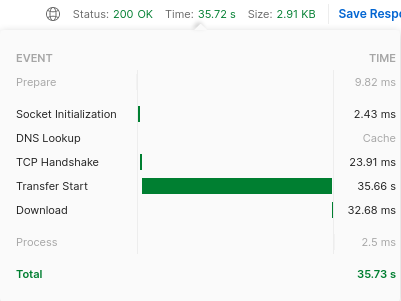 Status: 200 OK Time: 35.72 s Size: 2.91 KB Save Respo
EVENT TIME
Prepare 9.82 ms
Socket Initialization 2.43 ms
DNS Lookup Cache
TCP Handshake 23.91 ms
Transfer Start 35.66 s
Download 32.68 ms
Process 2.5 ms
Total 35.73 s